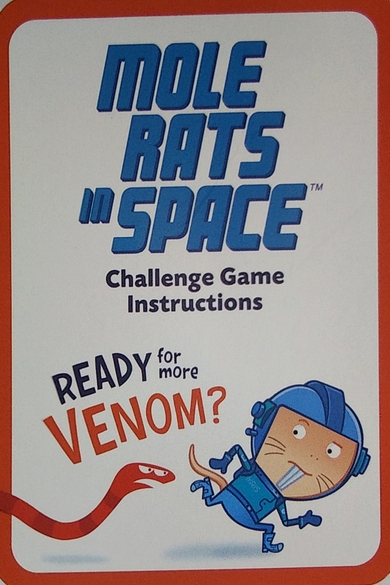 MOLE
RATS
IN SPACE™
Challenge Game
Instructions
READY for
more
VENOM?